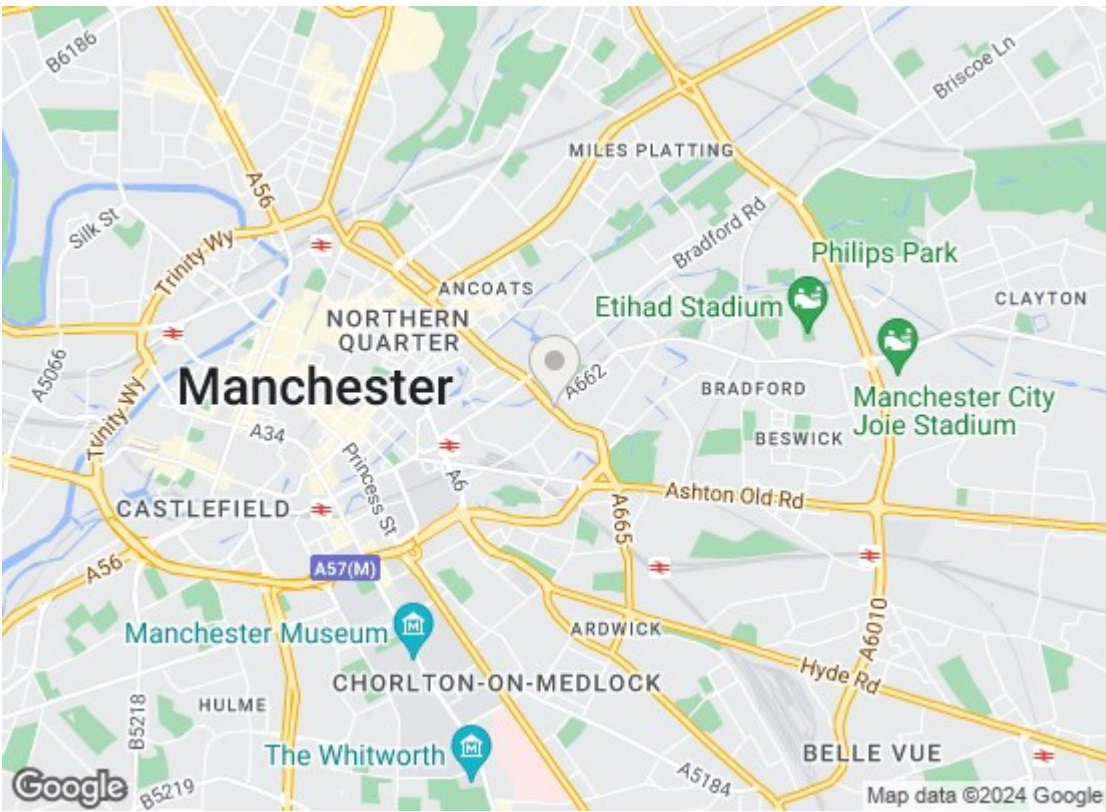 B6186
Briscoe Ln
MILES PLATTING
A56
Silk St
Trinity Wy
Bradford Rd
Philips Park
ANCOATS
Etihad Stadium
CLAYTON
NORTHERN
QUARTER
A5066
A662
Manchester
BRADFORD
Manchester City
Joie Stadium
Trinity Wy
A34
BESWICK
Princess St
A6
Ashton Old Rd
CASTLEFIELD
A665
A56
A57(M)
A6010
Manchester Museum
ARDWICK
Hyde Rd
CHORLTON-ON-MEDLOCK
HULME
B5218
The Whitworth
BELLE VUE
A5184
Google
B5219
Map data ©2024 Google